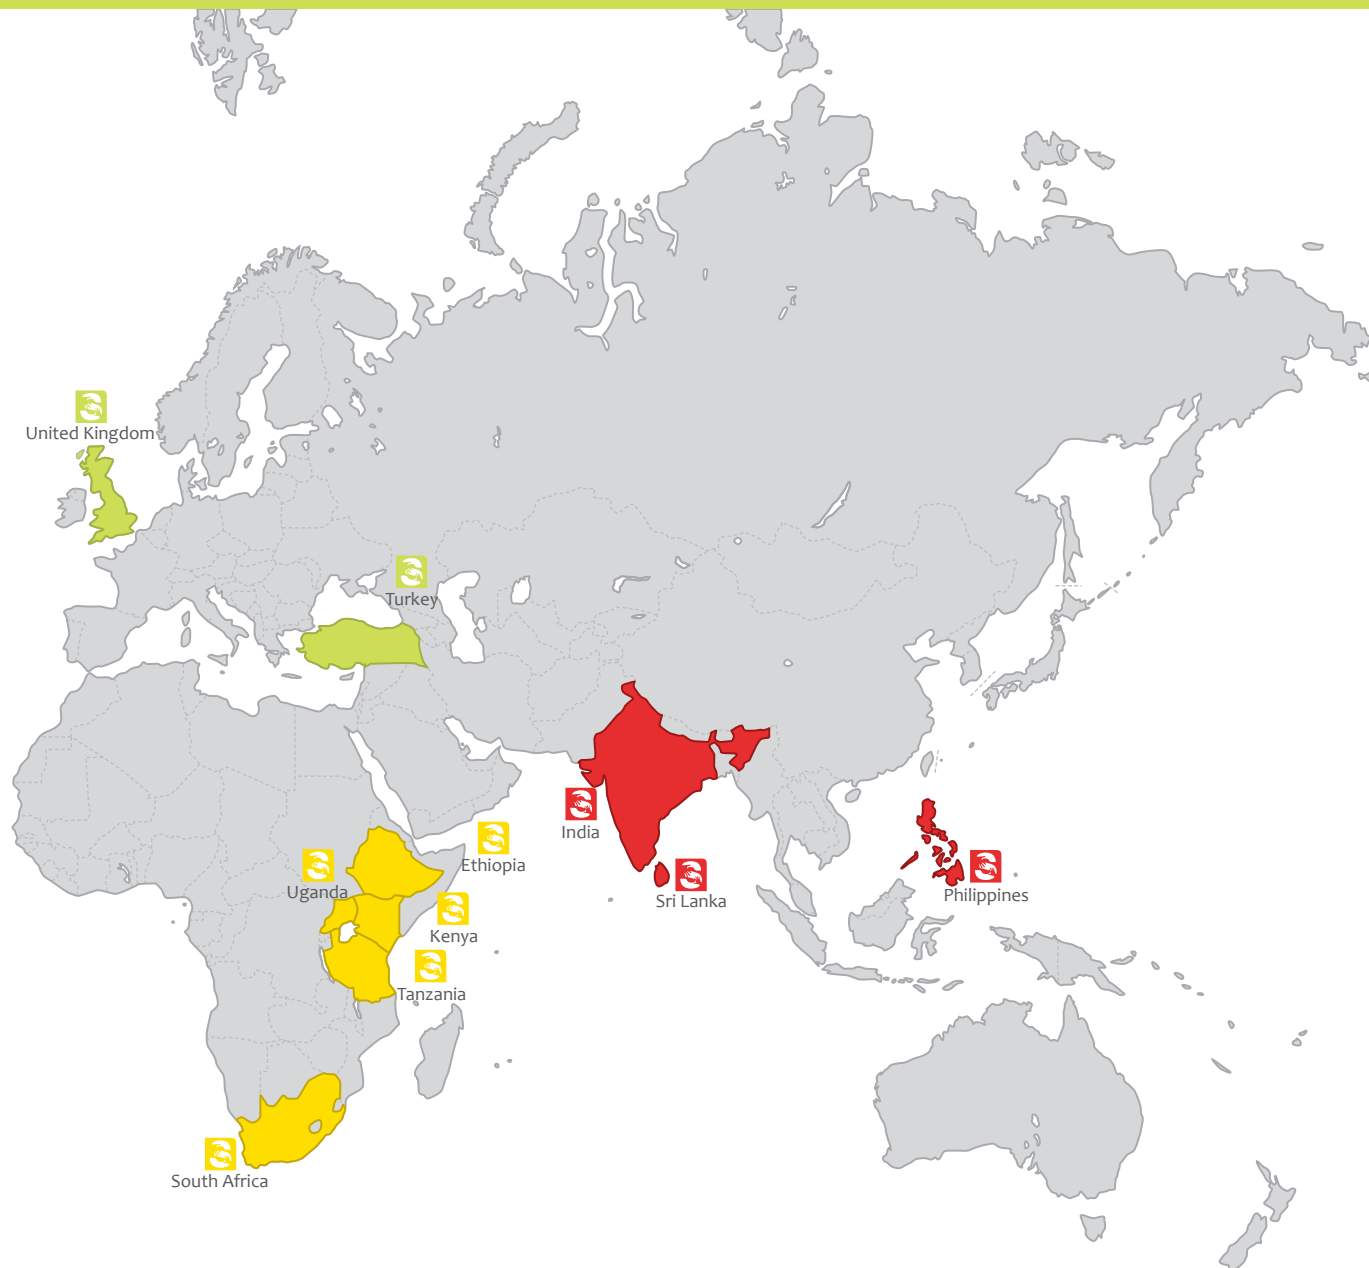 United Kingdom
Turkey
India
Ethiopia
Uganda
Sri Lanka
Philippines
Kenya
Tanzania
South Africa